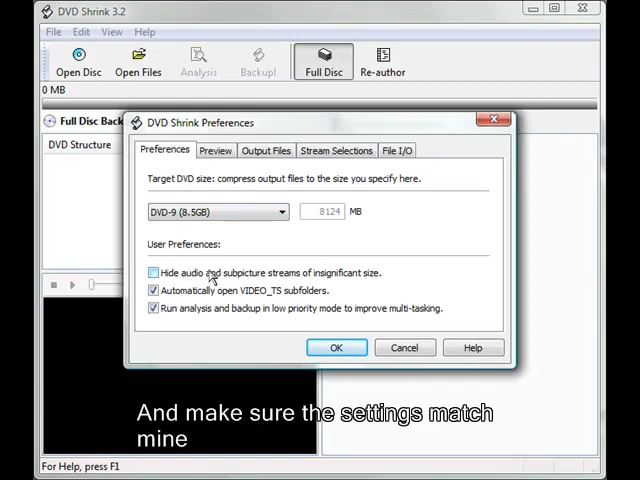 DVD Shrink 3.2
File Edit View Help
Open Disc Open Files Analysis Backup! Full Disc Re-author
0 MB
Full Disc Back
DVD Structure
DVD Shrink Preferences
Preferences Preview Output Files Stream Selections File I/O
Target DVD size: compress output files to the size you specify here.
DVD-9 (8.5GB) 8124 MB
User Preferences:
Hide audio and subpicture streams of insignificant size.
Automatically open VIDEO_TS subfolders.
Run analysis and backup in low priority mode to improve multi-tasking.
OK Cancel Help
And make sure the settings match
mine
For Help, press F1